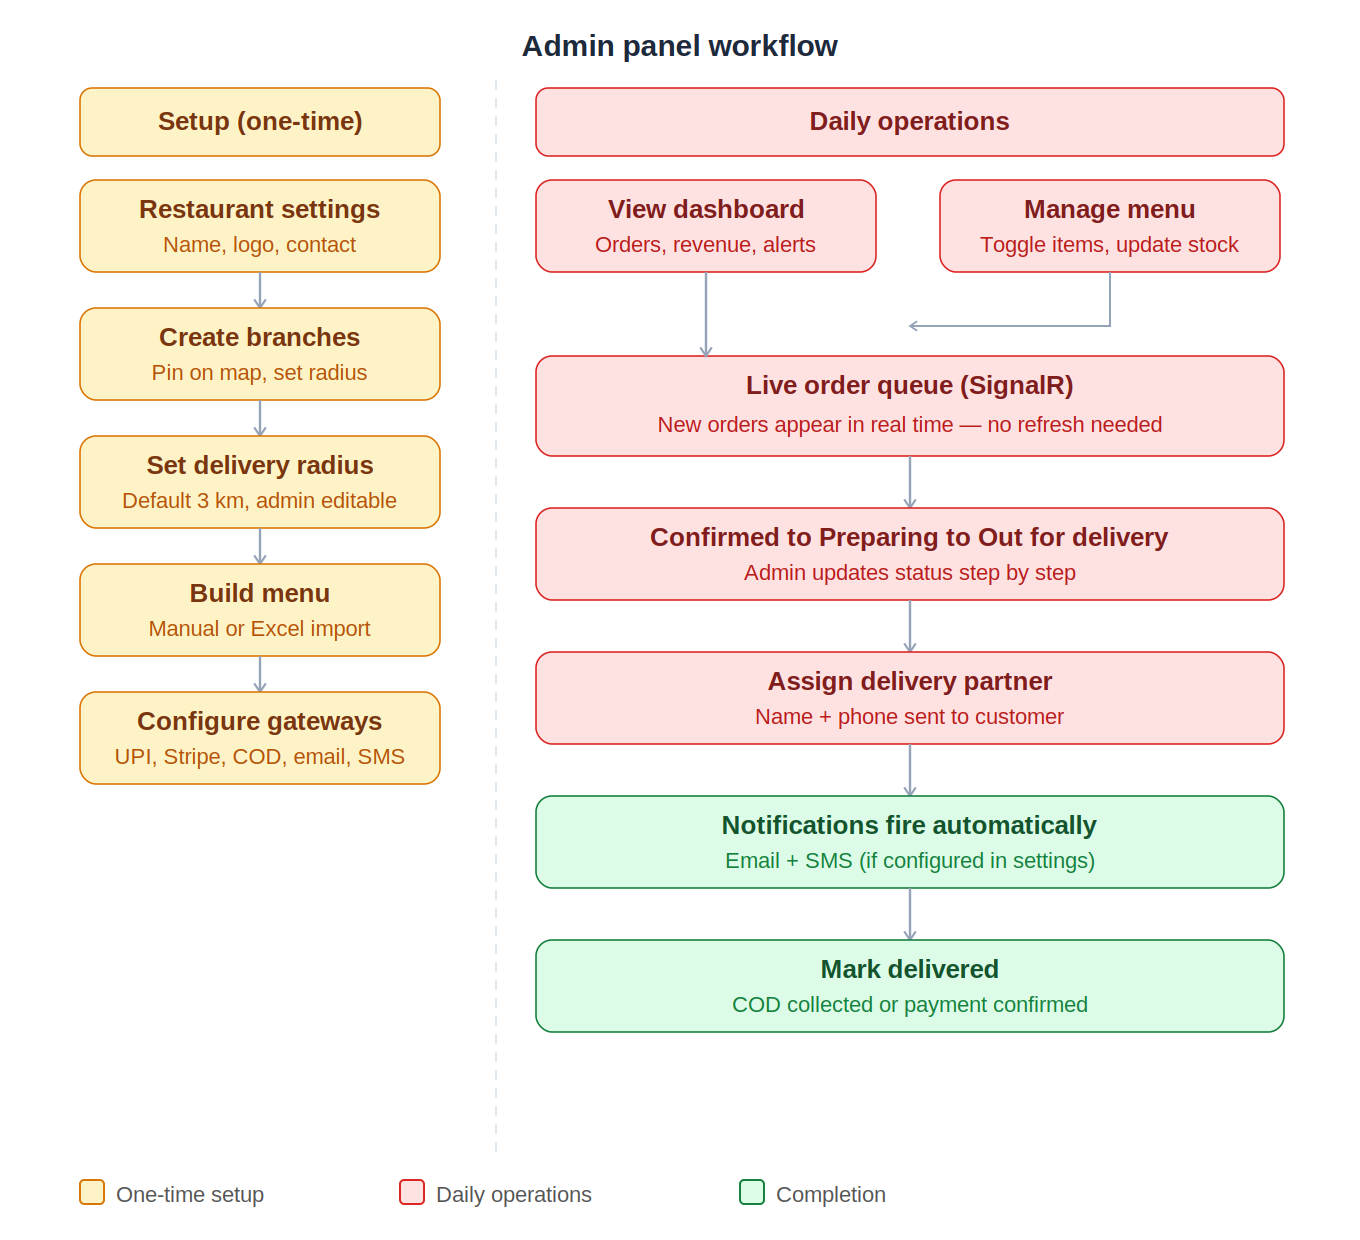 Admin panel workflow
Setup (one-time)
Restaurant settings
Name, logo, contact
Create branches
Pin on map, set radius
Set delivery radius
Default 3 km, admin editable
Build menu
Manual or Excel import
Configure gateways
UPI, Stripe, COD, email, SMS
Daily operations
View dashboard
Orders, revenue, alerts
Manage menu
Toggle items, update stock
Live order queue (SignalR)
New orders appear in real time — no refresh needed
Confirmed to Preparing to Out for delivery
Admin updates status step by step
Assign delivery partner
Name + phone sent to customer
Notifications fire automatically
Email + SMS (if configured in settings)
Mark delivered
COD collected or payment confirmed
One-time setup
Daily operations
Completion